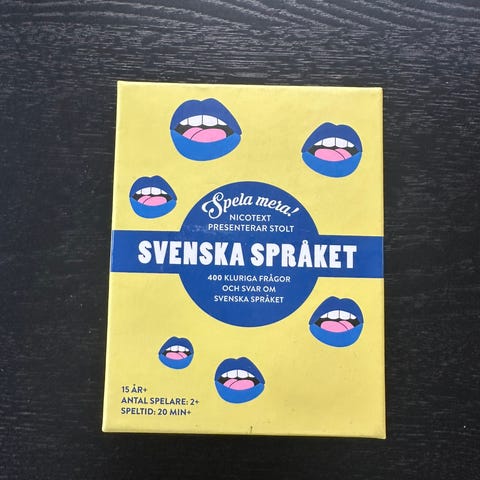 Spela mera!
NICOTEXT
PRESENTERAR STOLT
SVENSKA SPRÅKET
400 KLURIGA FRÅGOR
OCH SVAR OM
SVENSKA SPRÅKET
15 ÅR+
ANTAL SPELARE: 2+
SPELTID: 20 MIN+